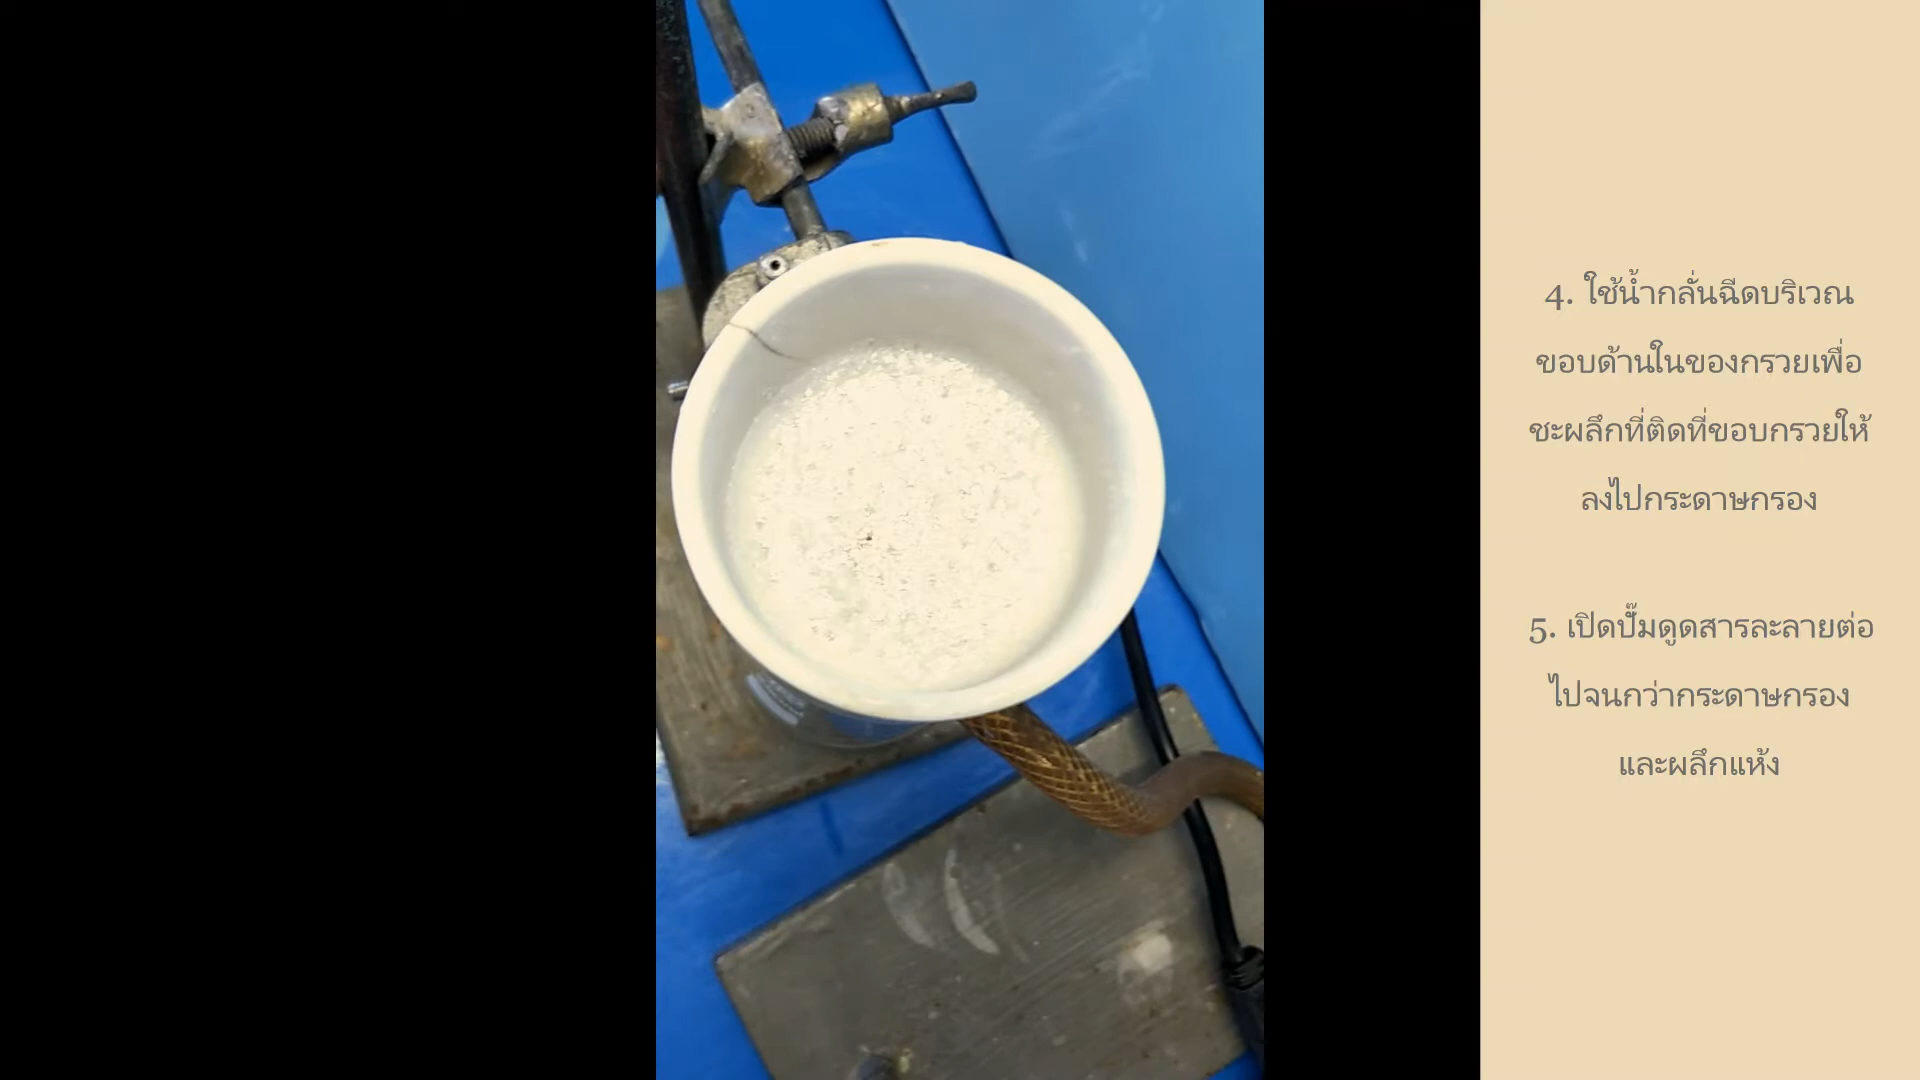 4. ใช้น้ำกลั่นฉีดบริเวณ
ขอบด้านในของกรวยเพื่อ
ชะผลึกที่ติดที่ขอบกรวยให้
ลงไปกระดาษกรอง
5. เปิดปั๊มดูดสารละลายต่อ
ไปจนกว่ากระดาษกรอง
และผลึกแห้ง